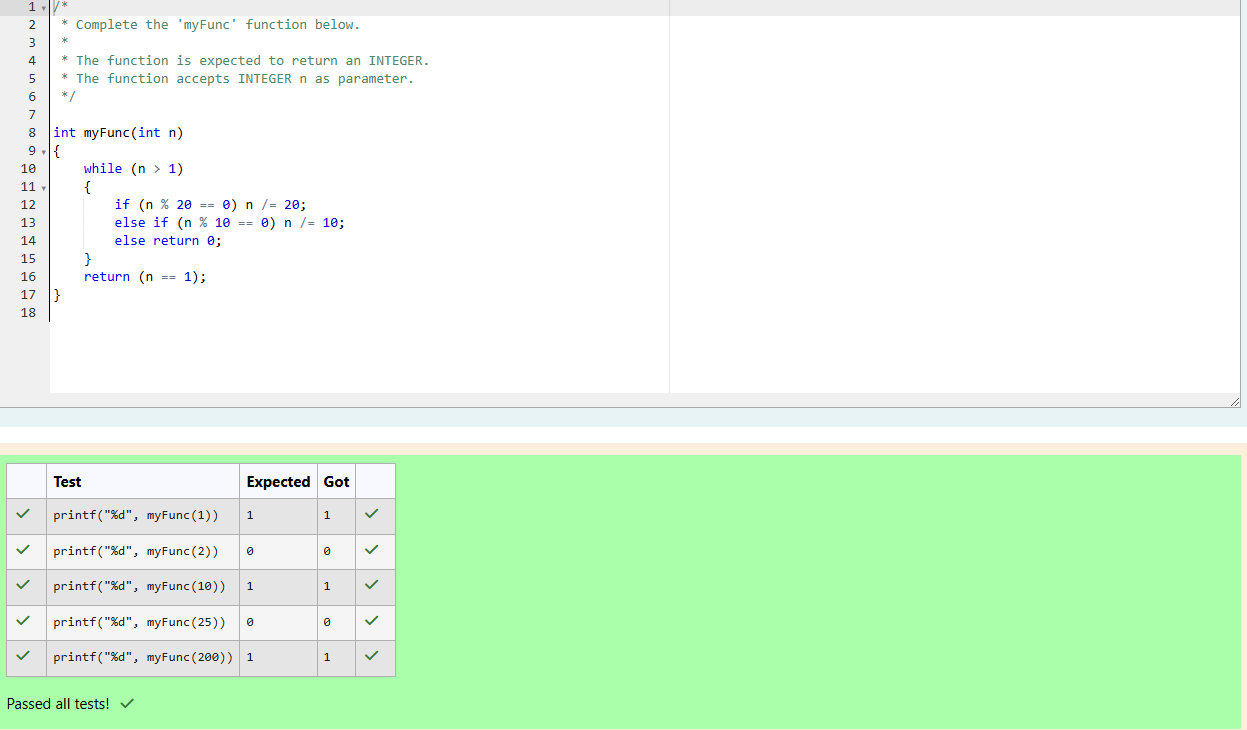 1 /*
2  * Complete the 'myFunc' function below.
3  *
4  * The function is expected to return an INTEGER.
5  * The function accepts INTEGER n as parameter.
6  */
7
8 int myFunc(int n)
9 {
10     while (n > 1)
11     {
12         if (n % 20 == 0) n /= 20;
13         else if (n % 10 == 0) n /= 10;
14         else return 0;
15     }
16     return (n == 1);
17 }
18
Test Expected Got
printf("%d", myFunc(1)) 1 1
printf("%d", myFunc(2)) 0 0
printf("%d", myFunc(10)) 1 1
printf("%d", myFunc(25)) 0 0
printf("%d", myFunc(200)) 1 1
Passed all tests!